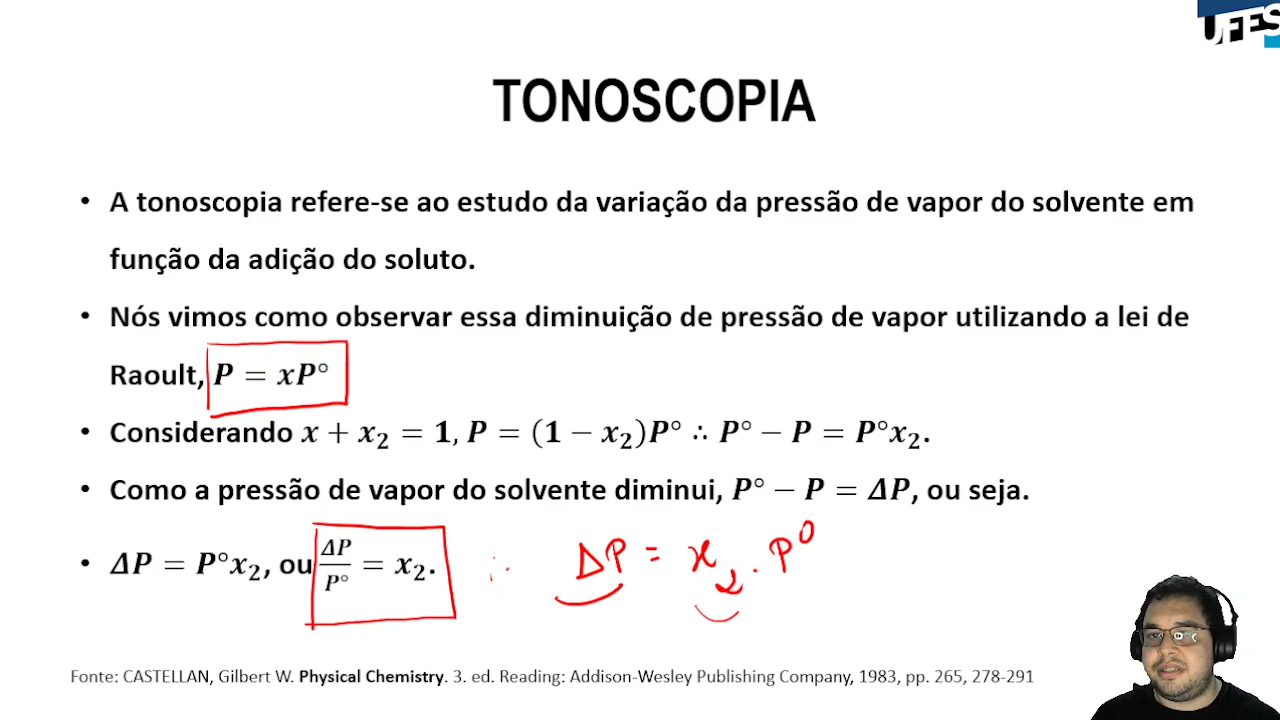 UFES
TONOSCOPIA
• A tonoscopia refere-se ao estudo da variação da pressão de vapor do solvente em
função da adição do soluto.
• Nós vimos como observar essa diminuição de pressão de vapor utilizando a lei de
Raoult, P = xP°
• Considerando x + x₂ = 1, P = (1 − x₂)P° ∴ P° − P = P°x₂.
• Como a pressão de vapor do solvente diminui, P° − P = ΔP, ou seja.
• ΔP = P°x₂, ou ΔP/P° = x₂. ∴ ΔP = x₂ . P⁰
Fonte: CASTELLAN, Gilbert W. Physical Chemistry. 3. ed. Reading: Addison-Wesley Publishing Company, 1983, pp. 265, 278-291